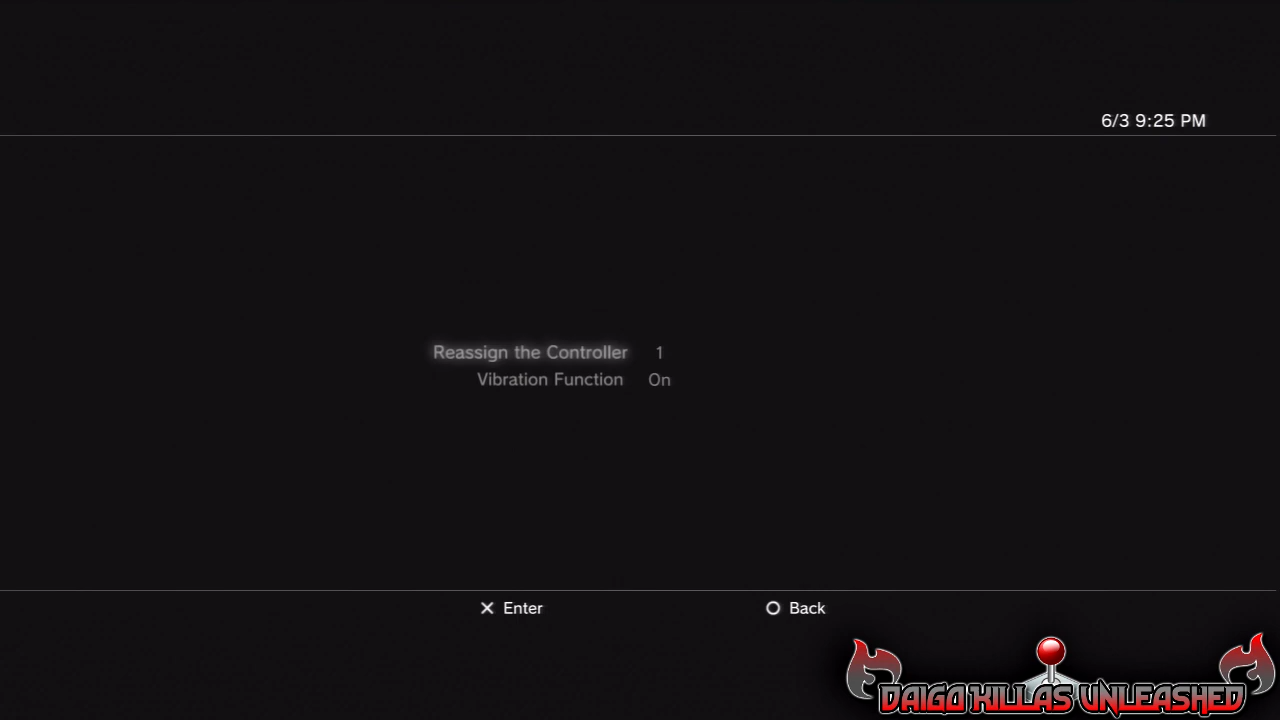 6/3 9:25 PM
Reassign the Controller 1
Vibration Function On
Enter
Back
DAIGO KILLAS UNLEASHED